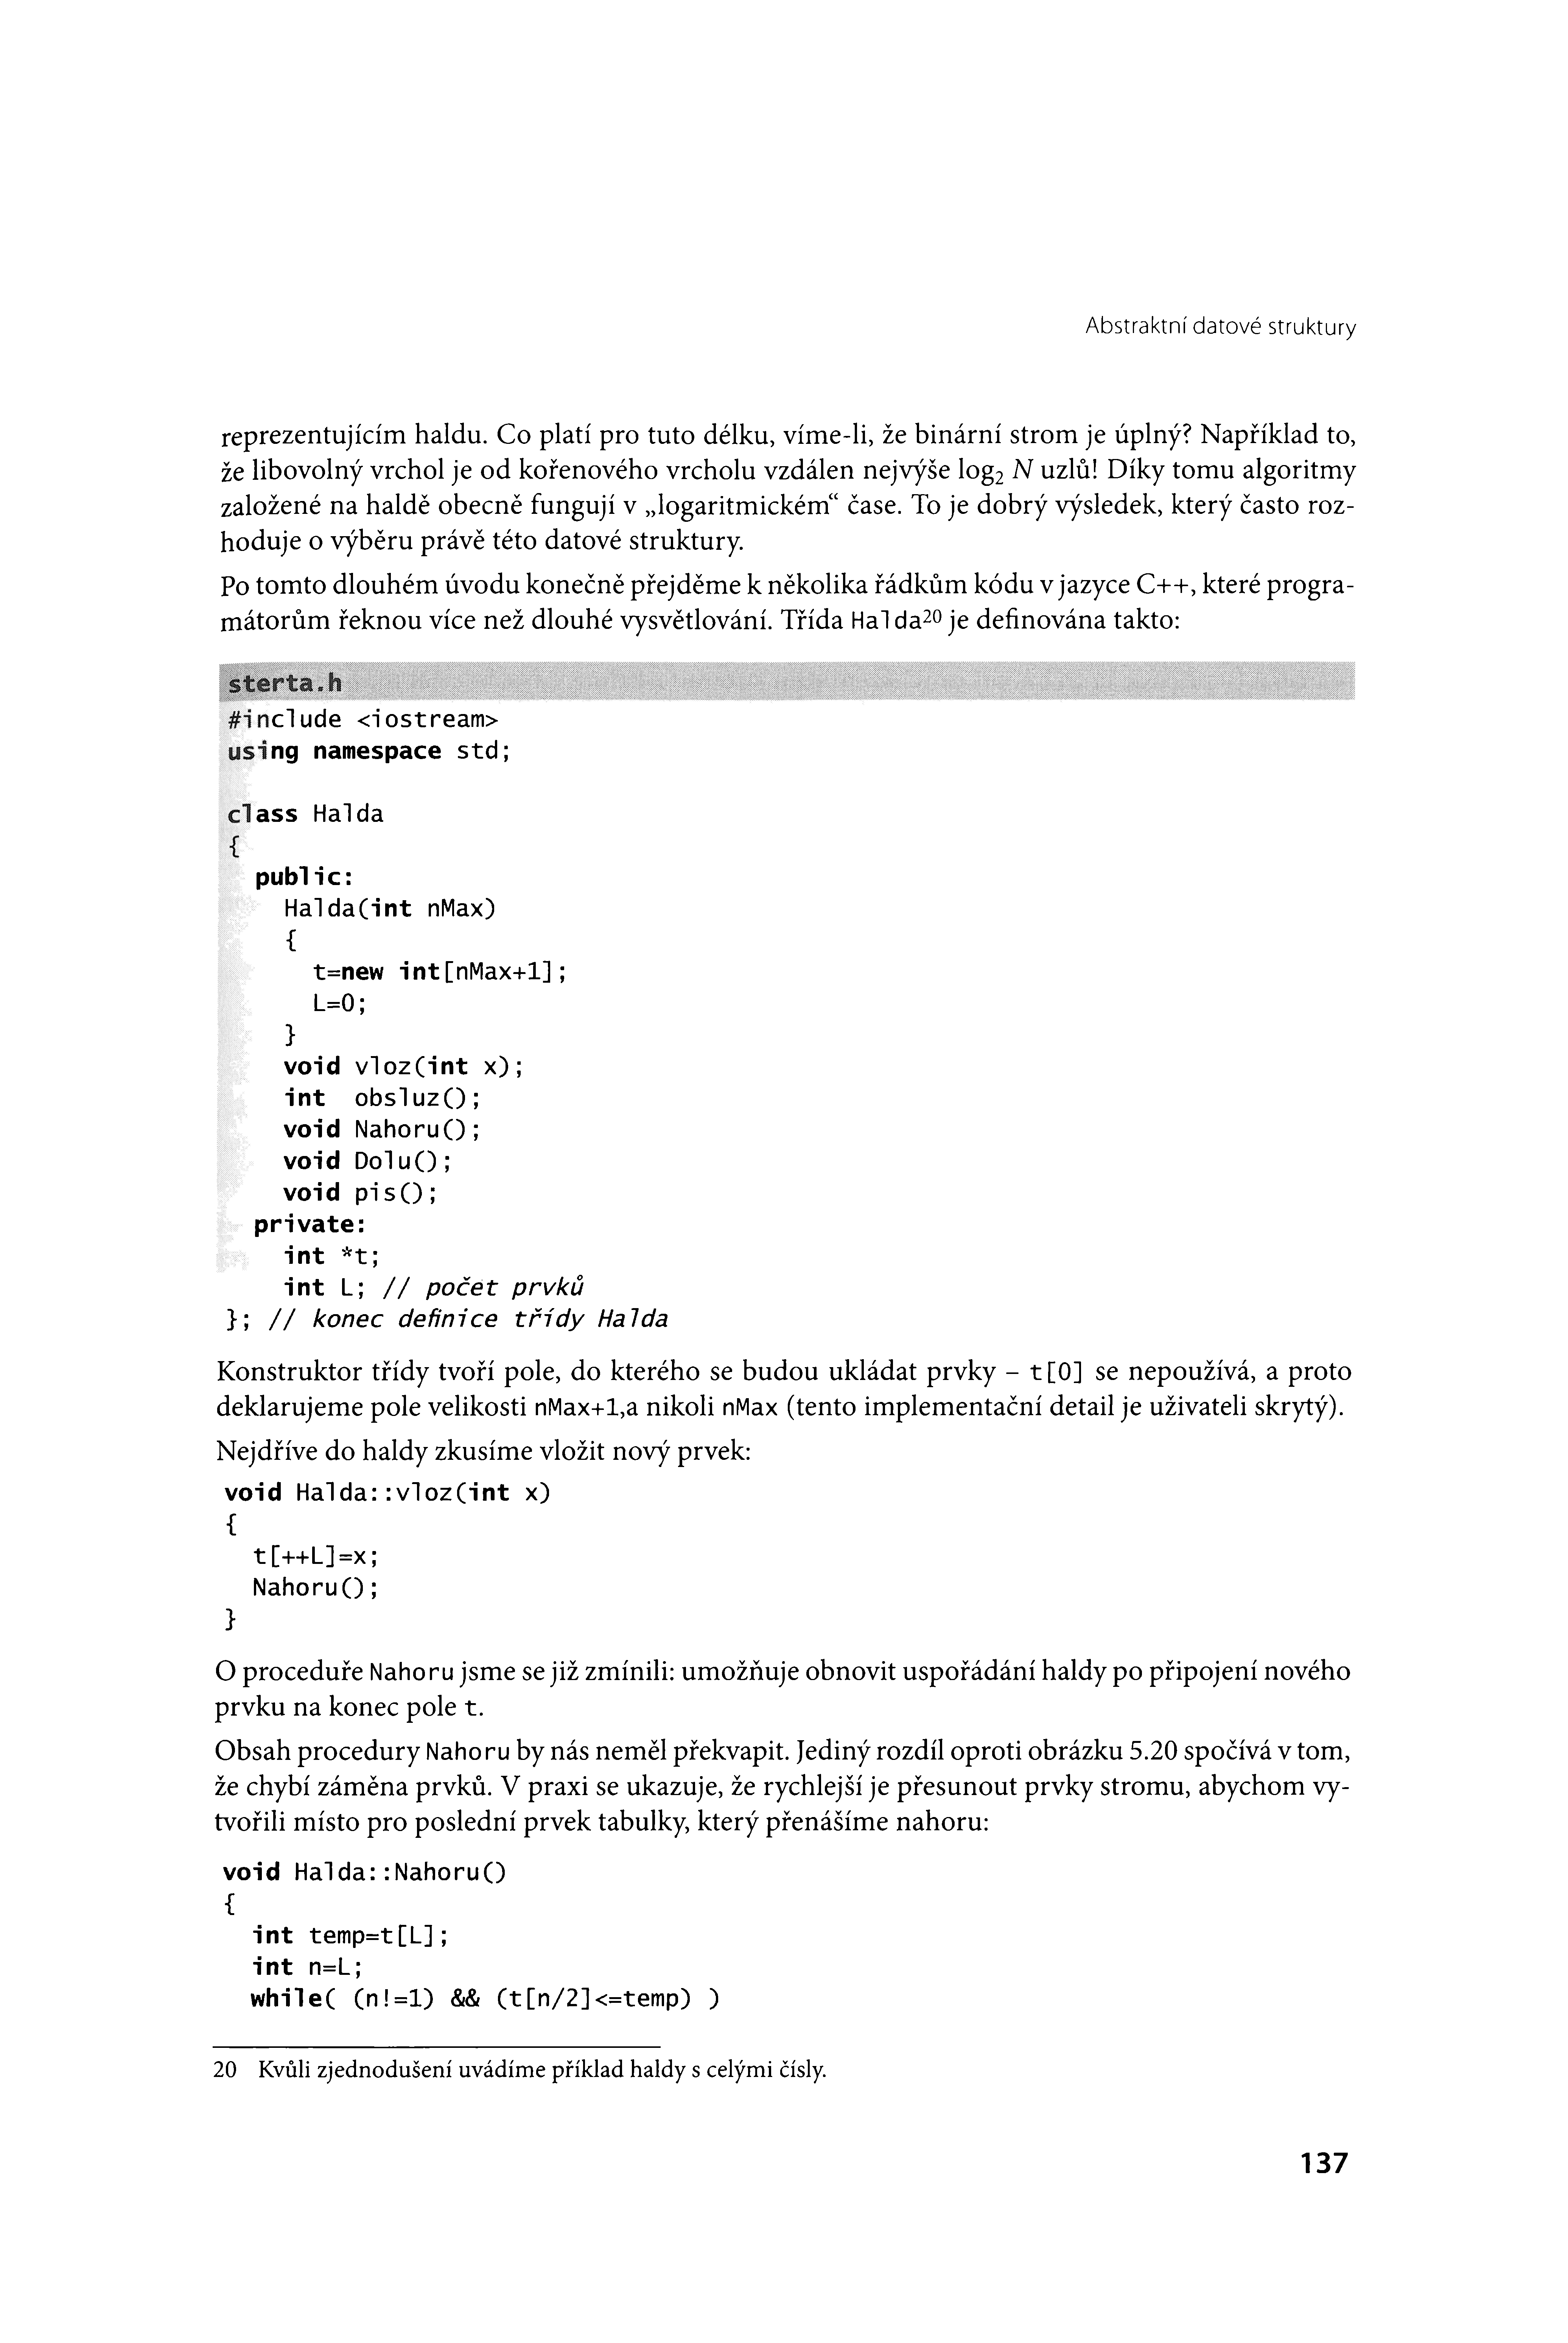 Abstraktní datové struktury
reprezentujícím haldu. Co platí pro tuto délku, víme-li, že binární strom je úplný? Například to,
že libovolný vrchol je od kořenového vrcholu vzdálen nejvýše log₂ N uzlů! Díky tomu algoritmy
založené na haldě obecně fungují v „logaritmickém“ čase. To je dobrý výsledek, který často roz-
hoduje o výběru právě této datové struktury.
Po tomto dlouhém úvodu konečně přejděme k několika řádkům kódu v jazyce C++, které progra-
mátorům řeknou více než dlouhé vysvětlování. Třída Halda²⁰ je definována takto:
sterta.h
#include <iostream>
using namespace std;
class Halda
{
public:
Halda(int nMax)
{
t=new int[nMax+1];
L=0;
}
void vloz(int x);
int obsluz();
void Nahoru();
void Dolu();
void pis();
private:
int *t;
int L; // počet prvků
}; // konec definice třídy Halda
Konstruktor třídy tvoří pole, do kterého se budou ukládat prvky – t[0] se nepoužívá, a proto
deklarujeme pole velikosti nMax+1,a nikoli nMax (tento implementační detail je uživateli skrytý).
Nejdříve do haldy zkusíme vložit nový prvek:
void Halda::vloz(int x)
{
t[++L]=x;
Nahoru();
}
O proceduře Nahoru jsme se již zmínili: umožňuje obnovit uspořádání haldy po připojení nového
prvku na konec pole t.
Obsah procedury Nahoru by nás neměl překvapit. Jediný rozdíl oproti obrázku 5.20 spočívá v tom,
že chybí záměna prvků. V praxi se ukazuje, že rychlejší je přesunout prvky stromu, abychom vy-
tvořili místo pro poslední prvek tabulky, který přenášíme nahoru:
void Halda::Nahoru()
{
int temp=t[L];
int n=L;
while( (n!=1) && (t[n/2]<=temp) )
20 Kvůli zjednodušení uvádíme příklad haldy s celými čísly.
137